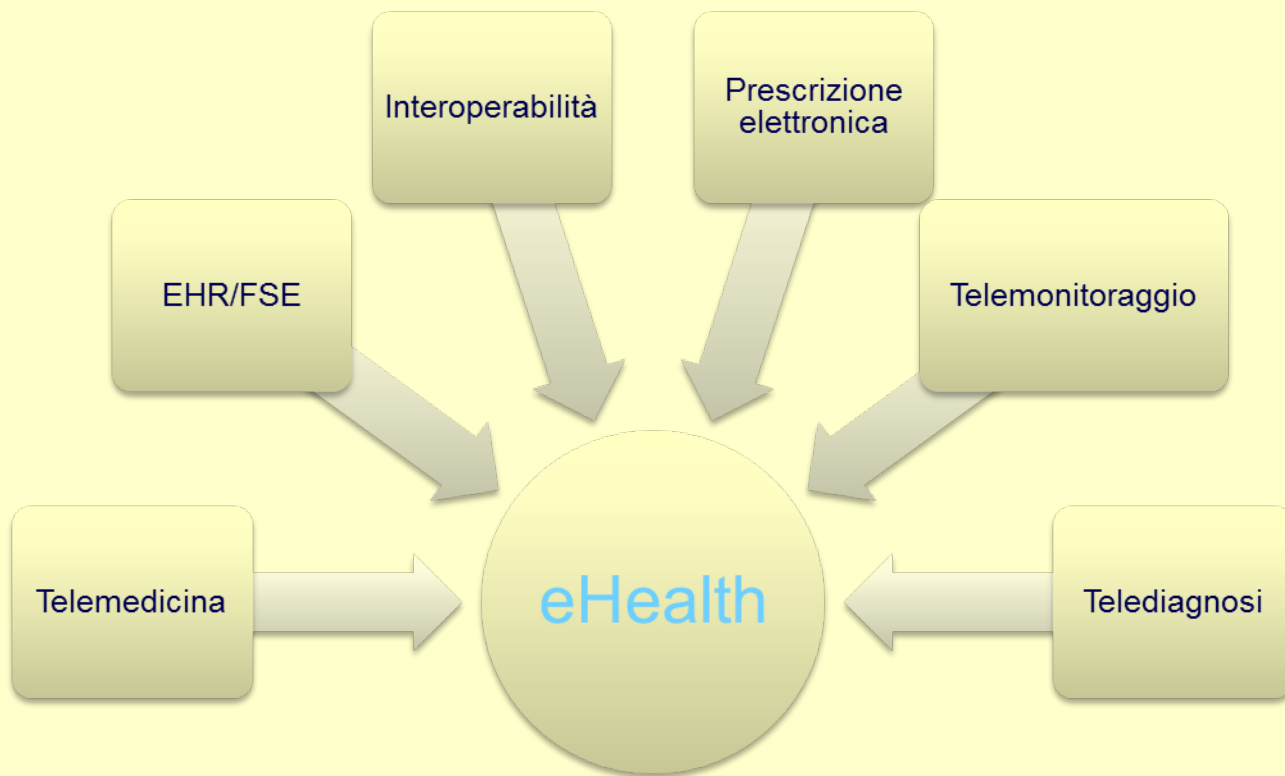 Interoperabilità
Prescrizione
elettronica
EHR/FSE
Telemonitoraggio
Telemedicina
eHealth
Telediagnosi